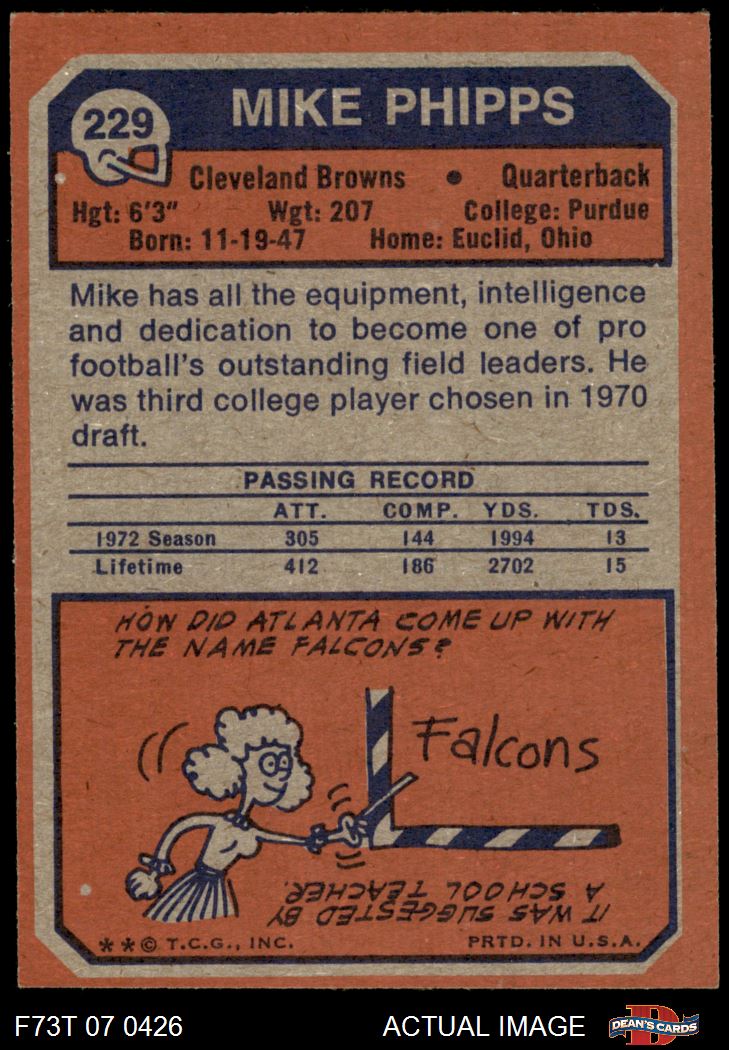 229
MIKE PHIPPS
Cleveland Browns • Quarterback
Hgt: 6'3" Wgt: 207 College: Purdue
Born: 11-19-47 Home: Euclid, Ohio
Mike has all the equipment, intelligence
and dedication to become one of pro
football's outstanding field leaders. He
was third college player chosen in 1970
draft.
PASSING RECORD
ATT. COMP. YDS. TDS.
1972 Season 305 144 1994 13
Lifetime 412 186 2702 15
HOW DID ATLANTA COME UP WITH
THE NAME FALCONS?
Falcons
IT WAS SUGGESTED BY
A SCHOOL TEACHER.
**© T.C.G., INC. PRTD. IN U.S.A.
F73T 07 0426 ACTUAL IMAGE D DEAN'S CARDS